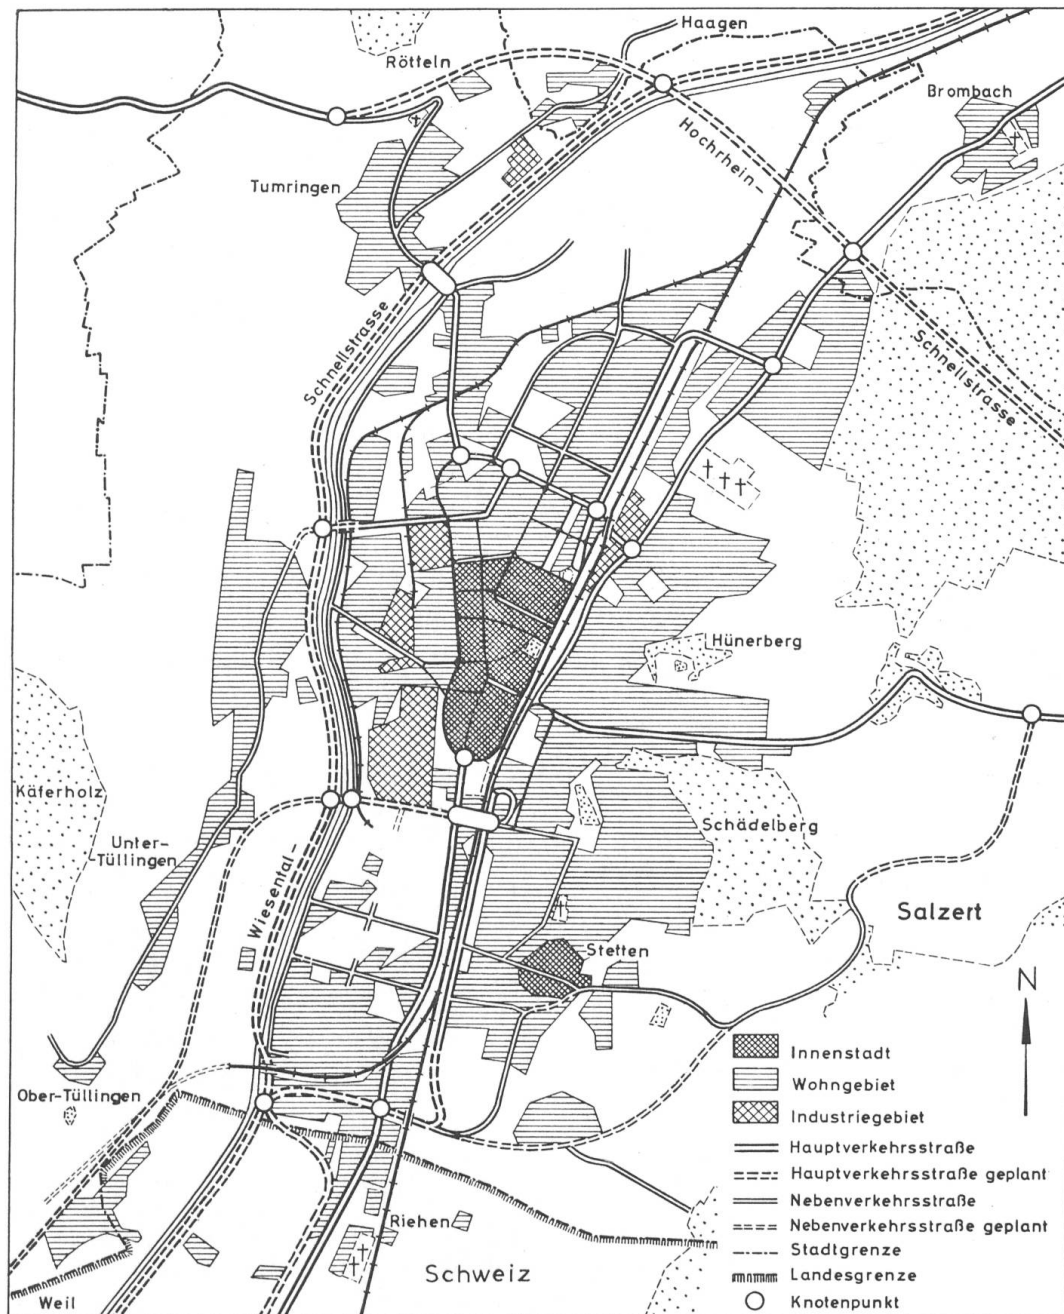 Haagen
Rötteln
Brombach
Hochrhein-
Tumringen
Schnellstrasse
Schnellstrasse
Hünerberg
Käferholz
Schädelberg
Unter-
-Tüllingen
Wiesental-
Salzert
Stetten
N
Innenstadt
Wohngebiet
Ober-Tüllingen
Industriegebiet
Hauptverkehrsstraße
Hauptverkehrsstraße geplant
Nebenverkehrsstraße
Nebenverkehrsstraße geplant
Riehen
Stadtgrenze
Schweiz
Landesgrenze
Weil
Knotenpunkt